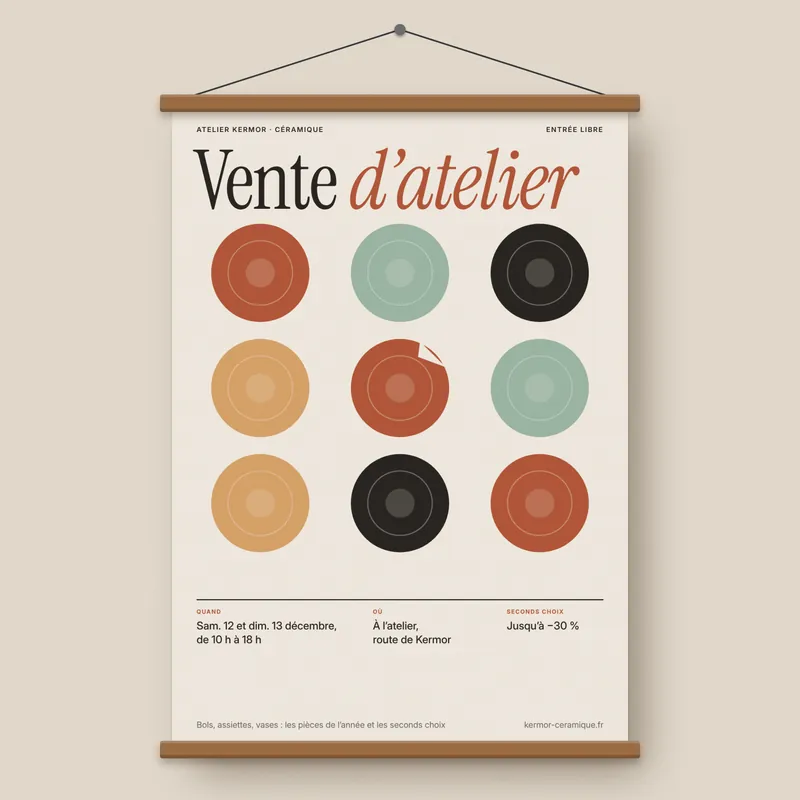 ATELIER KERMOR · CÉRAMIQUE
ENTRÉE LIBRE
Vente d’atelier
QUAND
Sam. 12 et dim. 13 décembre,
de 10 h à 18 h
OÙ
À l’atelier,
route de Kermor
SECONDS CHOIX
Jusqu’à −30 %
Bols, assiettes, vases : les pièces de l’année et les seconds choix
kermor-ceramique.fr